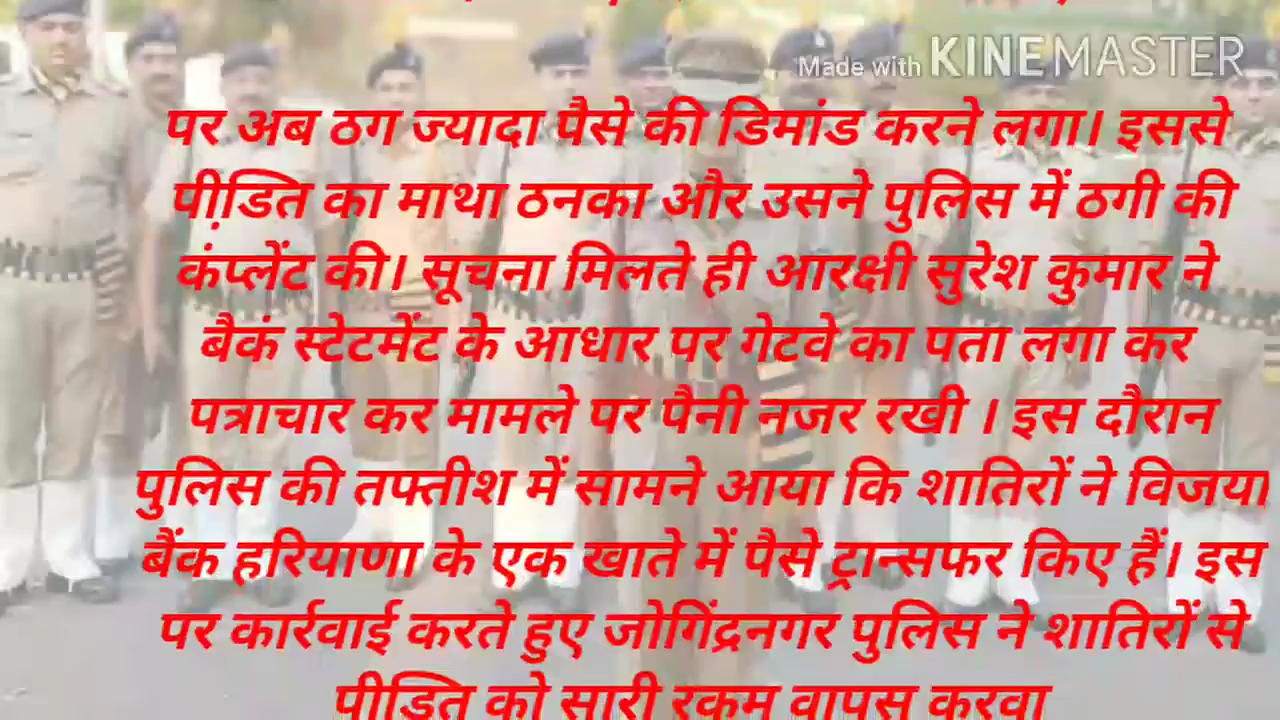 Made with KINEMASTER
पर अब ठग ज्यादा पैसे की डिमांड करने लगा। इससे
पीड़ित का माथा ठनका और उसने पुलिस में ठगी की
कंप्लेंट की। सूचना मिलते ही आरक्षी सुरेश कुमार ने
बैकं स्टेटमेंट के आधार पर गेटवे का पता लगा कर
पत्राचार कर मामले पर पैनी नजर रखी । इस दौरान
पुलिस की तफ्तीश में सामने आया कि शातिरों ने विजया
बैंक हरियाणा के एक खाते में पैसे ट्रान्सफर किए हैं। इस
पर कार्रवाई करते हुए जोगिंद्रनगर पुलिस ने शातिरों से
पीड़ित को सारी रकम वापस करवा